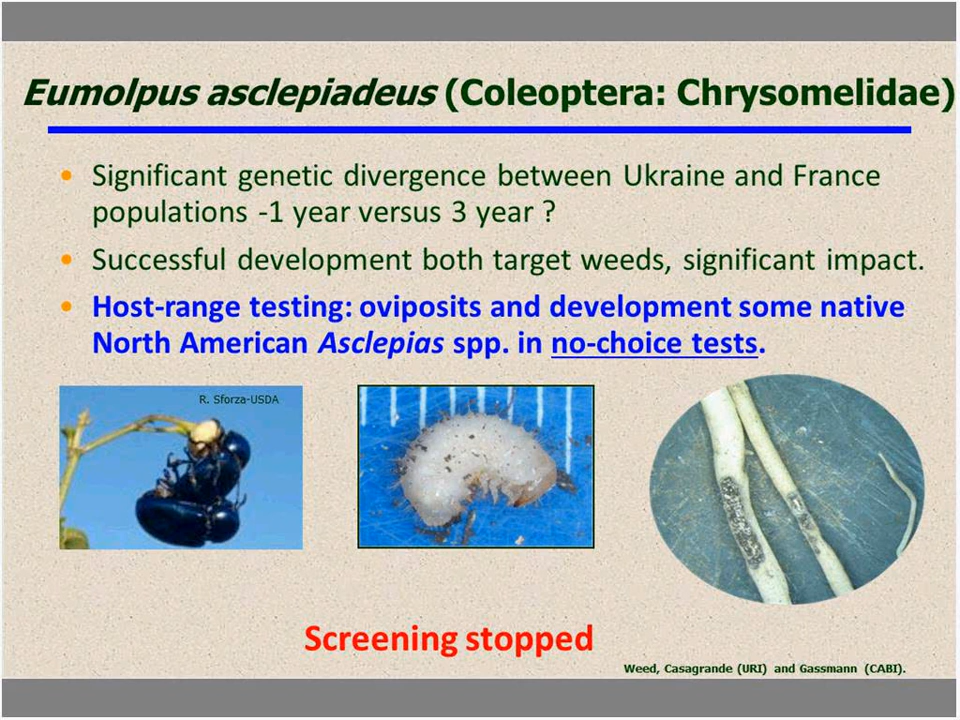 Eumolpus asclepiadeus (Coleoptera: Chrysomelidae)
• Significant genetic divergence between Ukraine and France
populations -1 year versus 3 year ?
• Successful development both target weeds, significant impact.
• Host-range testing: oviposits and development some native
North American Asclepias spp. in no-choice tests.
R. Sforza-USDA
Screening stopped
Weed, Casagrande (URI) and Gassmann (CABI).